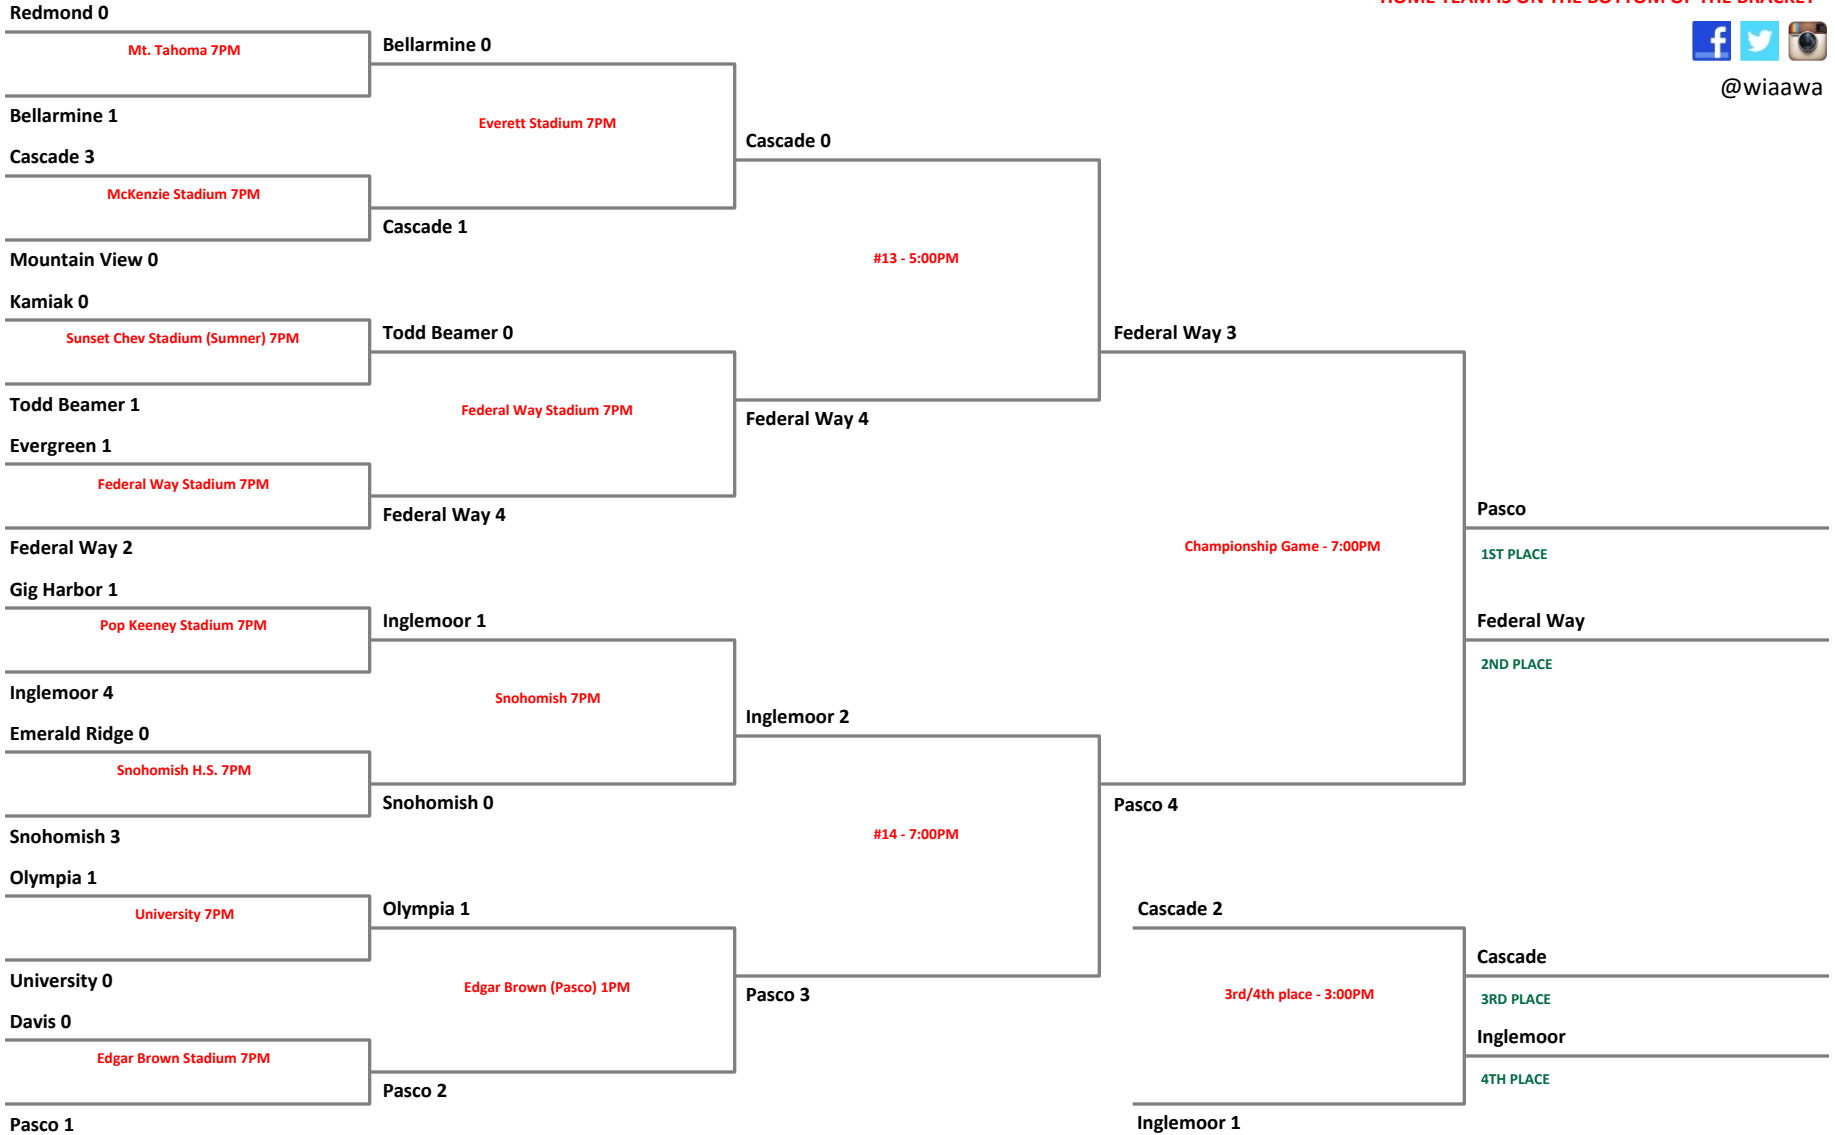 HOME TEAM IS ON THE BOTTOM OF THE BRACKET
@wiaawa
Redmond 0
Mt. Tahoma 7PM
Bellarmine 1
Cascade 3
McKenzie Stadium 7PM
Mountain View 0
Kamiak 0
Sunset Chev Stadium (Sumner) 7PM
Todd Beamer 1
Evergreen 1
Federal Way Stadium 7PM
Federal Way 2
Gig Harbor 1
Pop Keeney Stadium 7PM
Inglemoor 4
Emerald Ridge 0
Snohomish H.S. 7PM
Snohomish 3
Olympia 1
University 7PM
University 0
Davis 0
Edgar Brown Stadium 7PM
Pasco 1
Bellarmine 0
Everett Stadium 7PM
Cascade 1
Todd Beamer 0
Federal Way Stadium 7PM
Federal Way 4
Inglemoor 1
Snohomish 7PM
Snohomish 0
Olympia 1
Edgar Brown (Pasco) 1PM
Pasco 2
Cascade 0
#13 - 5:00PM
Federal Way 4
Inglemoor 2
#14 - 7:00PM
Pasco 3
Federal Way 3
Championship Game - 7:00PM
Pasco 4
Cascade 2
3rd/4th place - 3:00PM
Inglemoor 1
Pasco
1ST PLACE
Federal Way
2ND PLACE
Cascade
3RD PLACE
Inglemoor
4TH PLACE